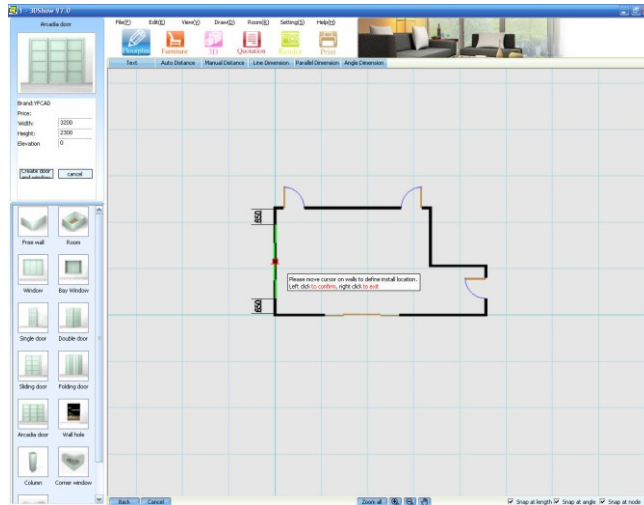 1 - 3DShow V7.0
Arcadia door
File(F) Edit(E) View(V) Draw(D) Room(R) Setting(S) Help(H)
Floorplan Furniture 3D Quotation Render Print
Text Auto Distance Manual Distance Line Dimension Parallel Dimension Angle Dimension
Brand:YFCAD
Price:
Width: 3200
Height: 2300
Elevation 0
Create door and window cancel
Free wall Room
Window Bay Window
Single door Double door
Sliding door Folding door
Arcadia door Wall hole
Column Corner window
650
Please move cursor on walls to define install location.
Left click to confirm, right click to exit
650
Back Cancel Zoom all Snap at length Snap at angle Snap at node